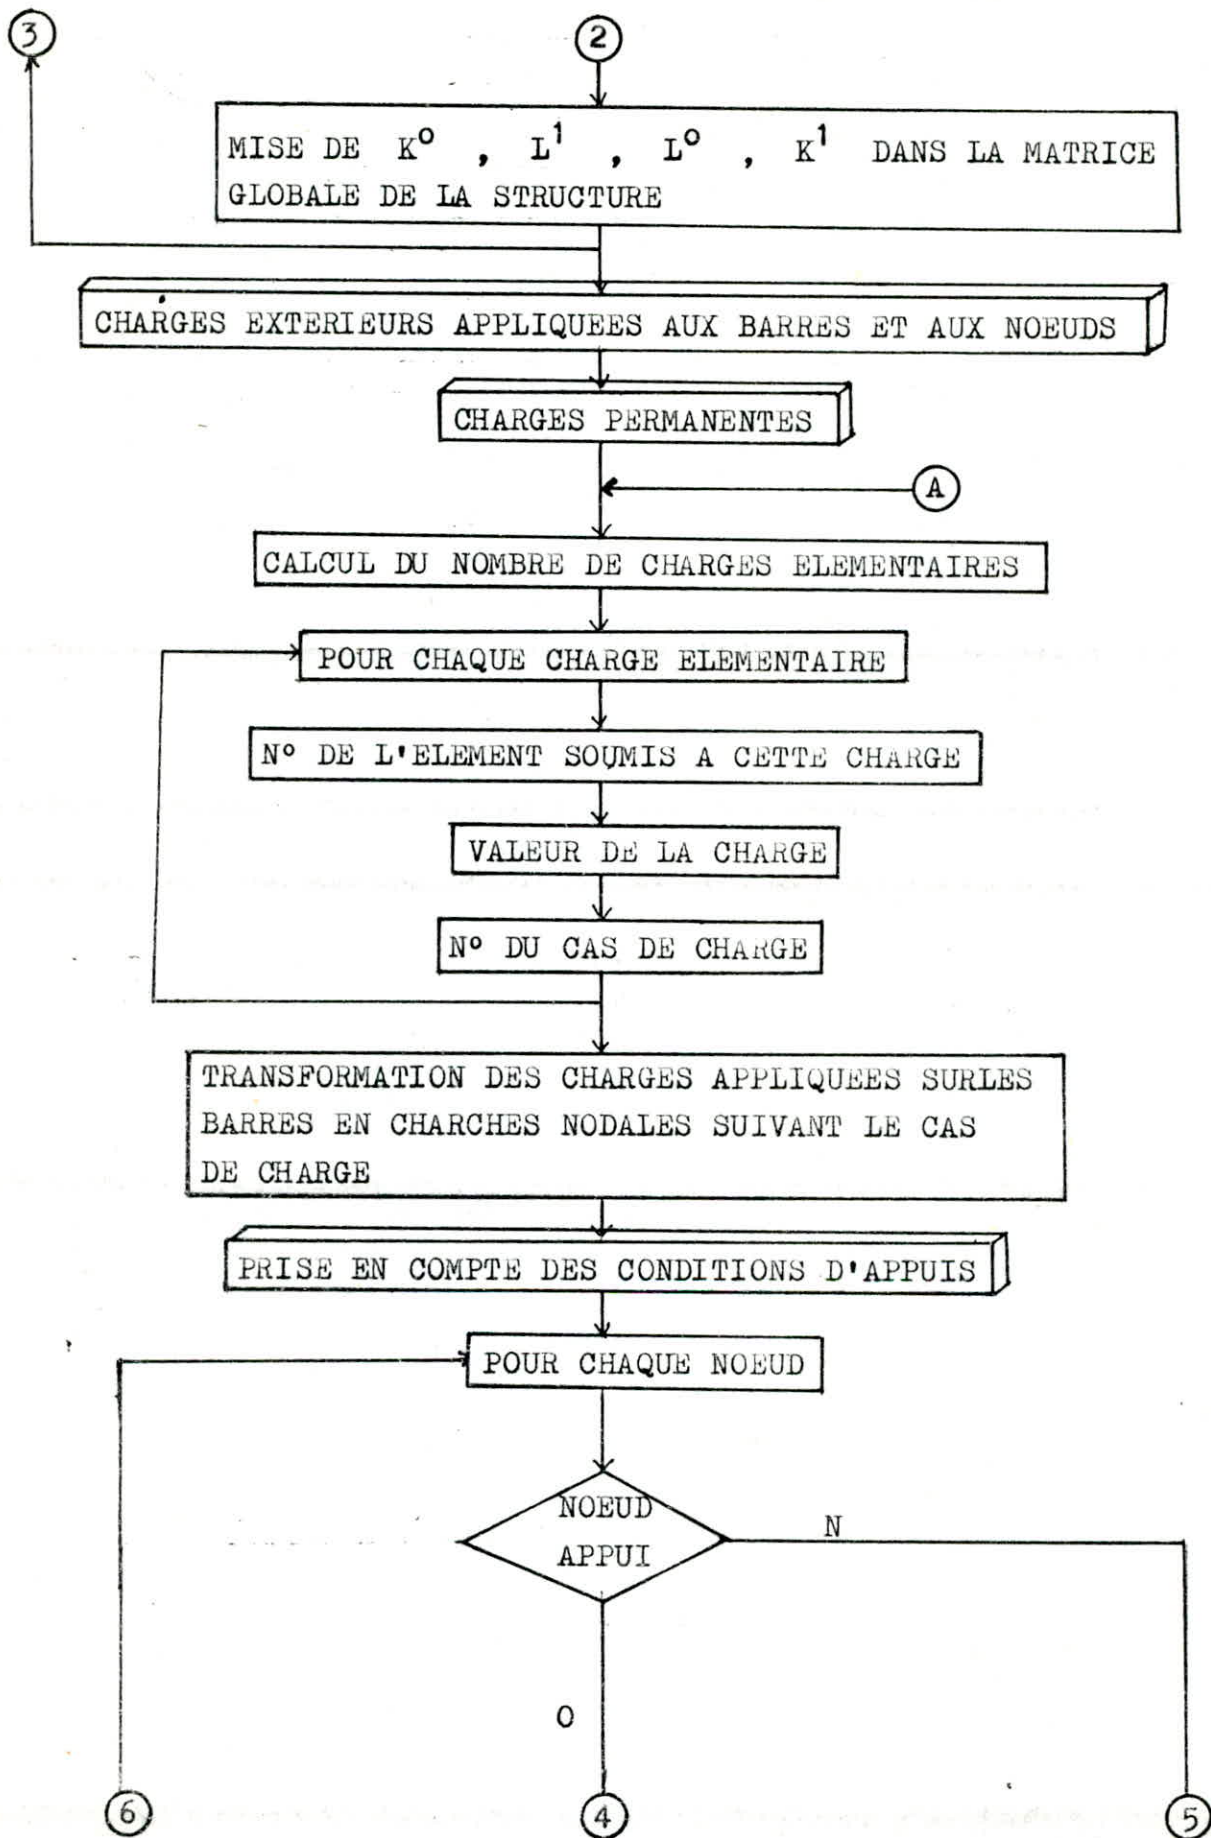 3
2
MISE DE K⁰ , L¹ , L⁰ , K¹ DANS LA MATRICE
GLOBALE DE LA STRUCTURE
CHARGES EXTERIEURS APPLIQUEES AUX BARRES ET AUX NOEUDS
CHARGES PERMANENTES
A
CALCUL DU NOMBRE DE CHARGES ELEMENTAIRES
POUR CHAQUE CHARGE ELEMENTAIRE
N° DE L'ELEMENT SOUMIS A CETTE CHARGE
VALEUR DE LA CHARGE
N° DU CAS DE CHARGE
TRANSFORMATION DES CHARGES APPLIQUEES SURLES
BARRES EN CHARCHES NODALES SUIVANT LE CAS
DE CHARGE
PRISE EN COMPTE DES CONDITIONS D'APPUIS
POUR CHAQUE NOEUD
NOEUD
APPUI
N
O
6
4
5